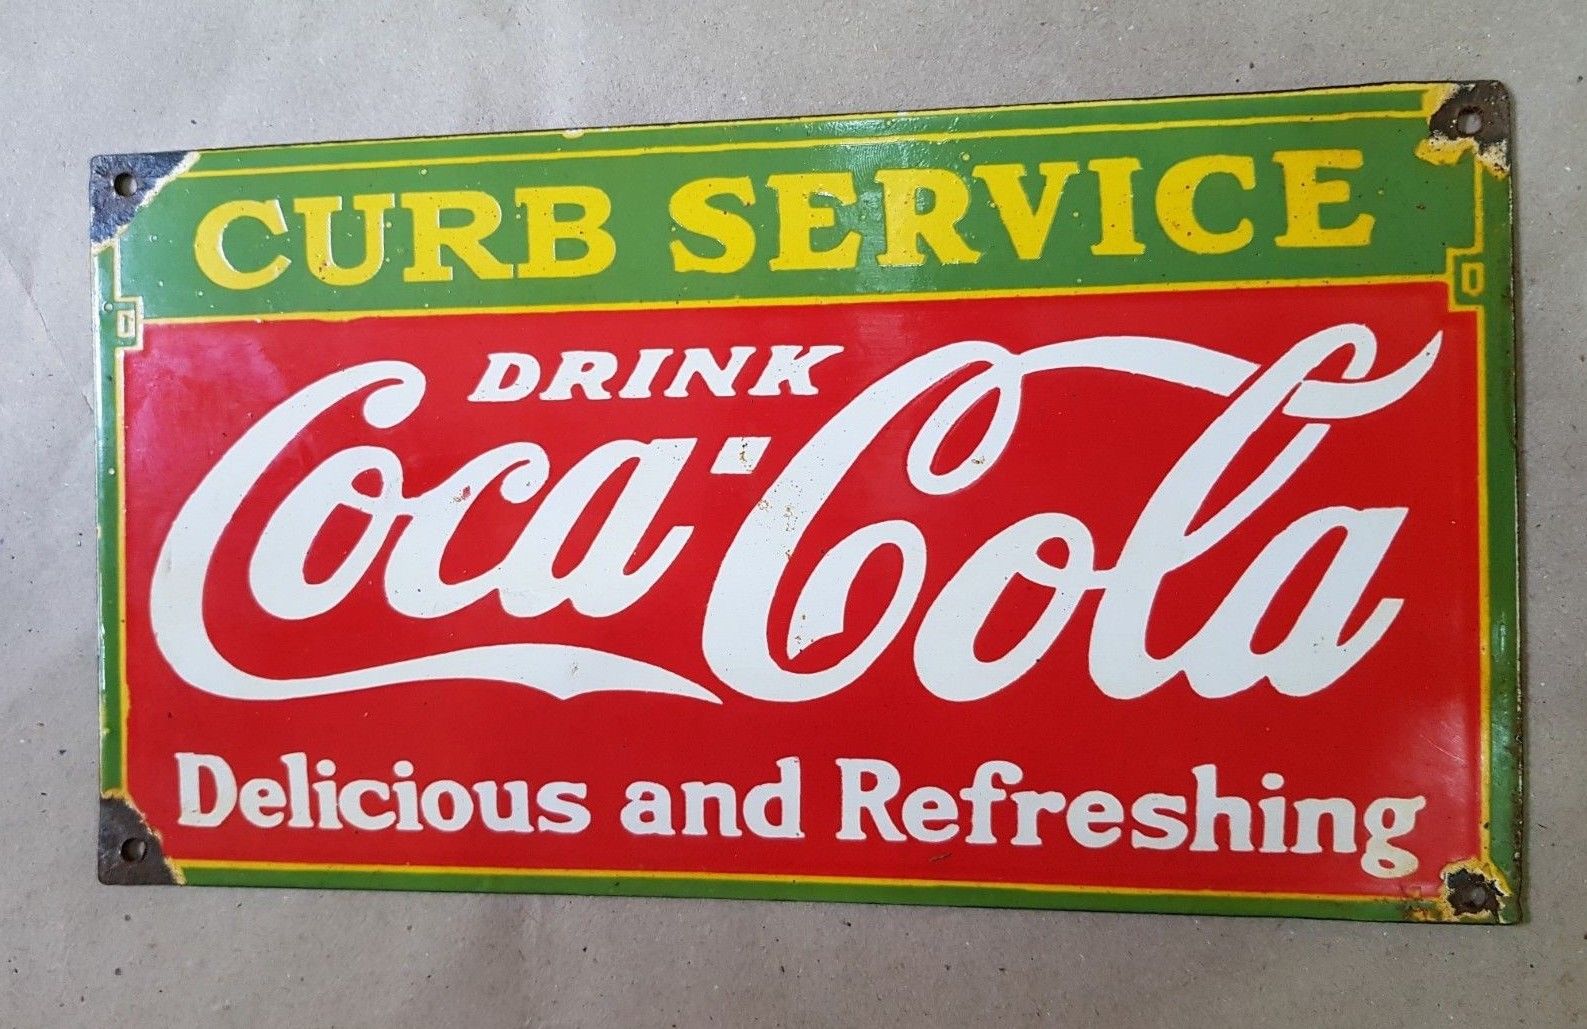 CURB SERVICE
DRINK
Coca-Cola
Delicious and Refreshing